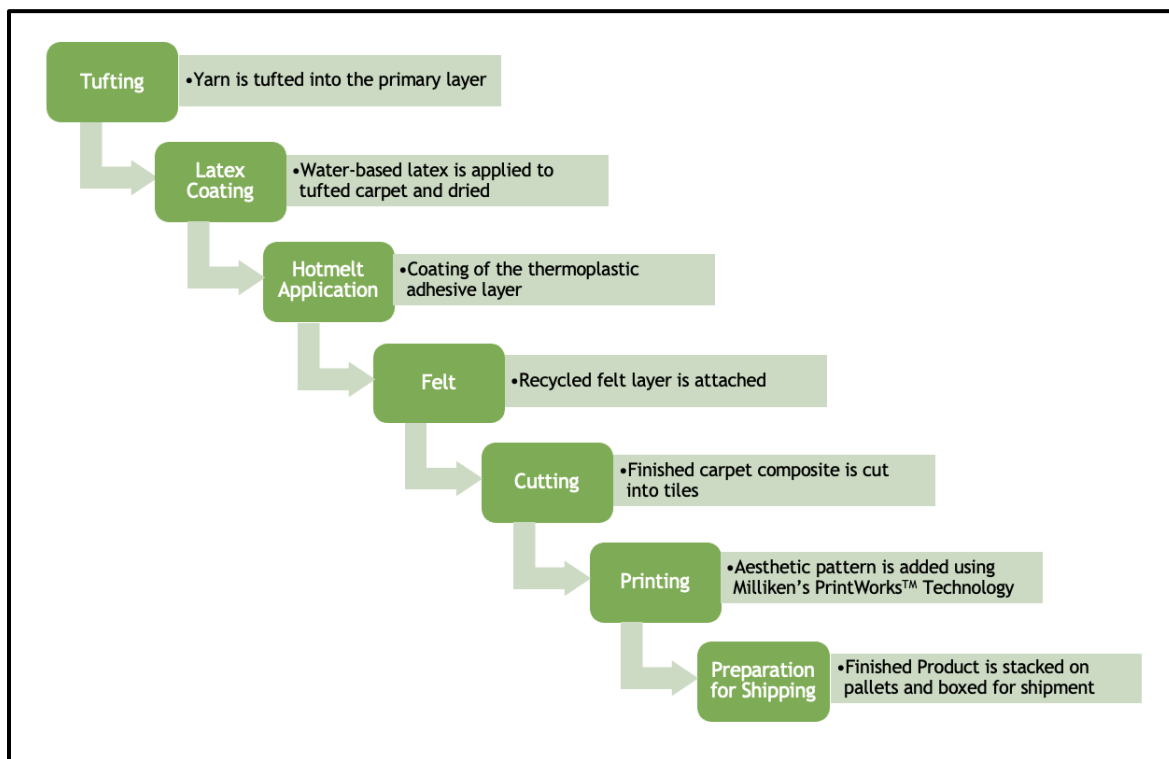 Tufting
•Yarn is tufted into the primary layer
Latex
Coating
•Water-based latex is applied to
tufted carpet and dried
Hotmelt
Application
•Coating of the thermoplastic
adhesive layer
Felt
•Recycled felt layer is attached
Cutting
•Finished carpet composite is cut
into tiles
Printing
•Aesthetic pattern is added using
Milliken’s PrintWorks™ Technology
Preparation
for Shipping
•Finished Product is stacked on
pallets and boxed for shipment